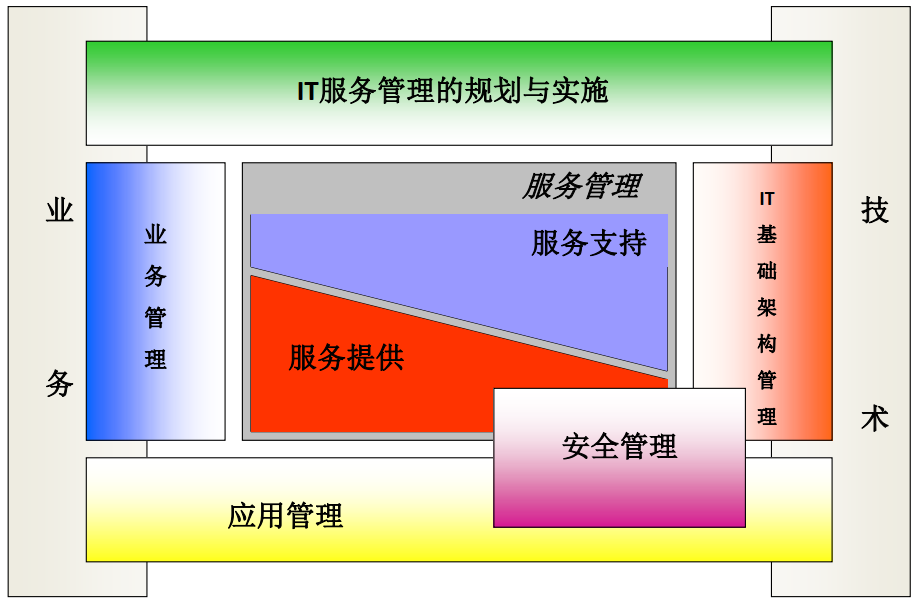 IT服务管理的规划与实施
业务
业务管理
服务管理
服务支持
服务提供
IT基础架构管理
技术
安全管理
应用管理